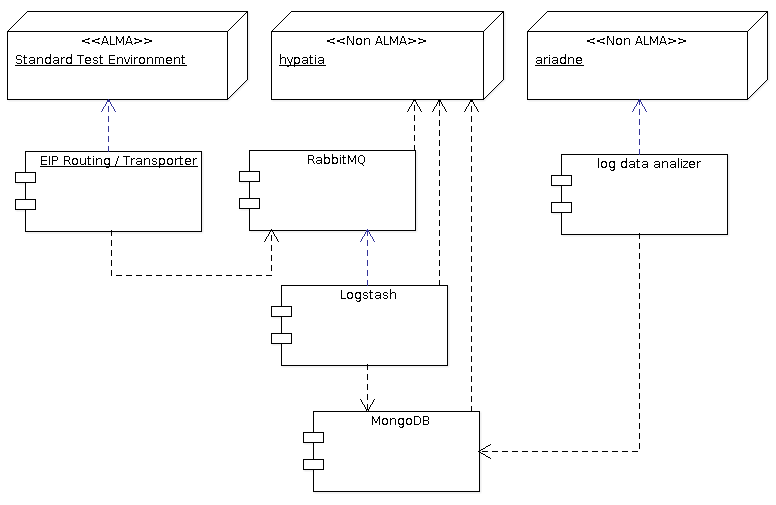 <<ALMA>>
Standard Test Environment
<<Non ALMA>>
hypatia
<<Non ALMA>>
ariadne
EIP Routing / Transporter
RabbitMQ
log data analizer
Logstash
MongoDB